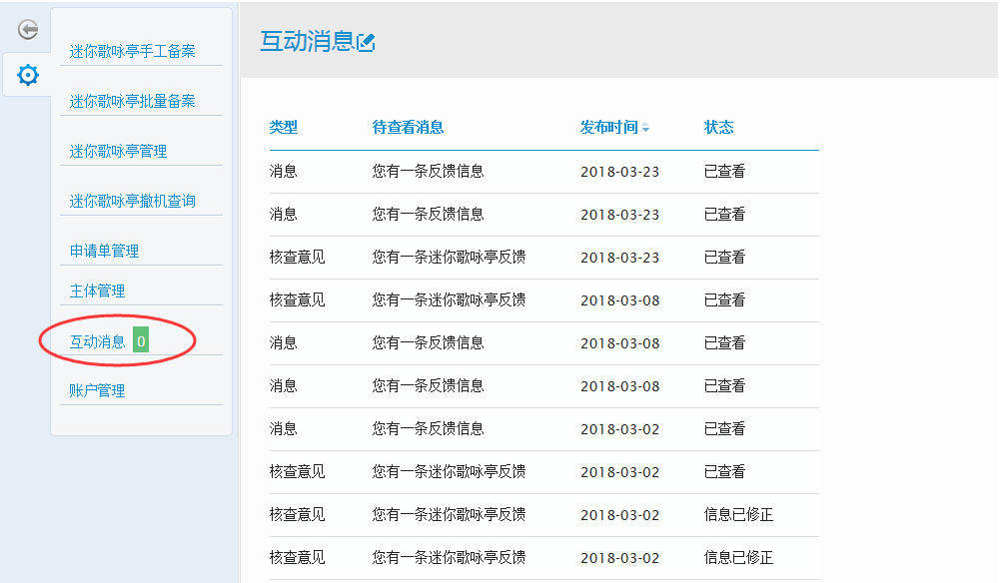 迷你歌咏亭手工备案
迷你歌咏亭批量备案
迷你歌咏亭管理
迷你歌咏亭撤机查询
申请单管理
主体管理
互动消息 0
账户管理
互动消息
类型 待查看消息 发布时间 状态
消息 您有一条反馈信息 2018-03-23 已查看
消息 您有一条反馈信息 2018-03-23 已查看
核查意见 您有一条迷你歌咏亭反馈 2018-03-23 已查看
核查意见 您有一条迷你歌咏亭反馈 2018-03-08 已查看
消息 您有一条反馈信息 2018-03-08 已查看
消息 您有一条反馈信息 2018-03-08 已查看
消息 您有一条反馈信息 2018-03-02 已查看
核查意见 您有一条迷你歌咏亭反馈 2018-03-02 已查看
核查意见 您有一条迷你歌咏亭反馈 2018-03-02 信息已修正
核查意见 您有一条迷你歌咏亭反馈 2018-03-02 信息已修正